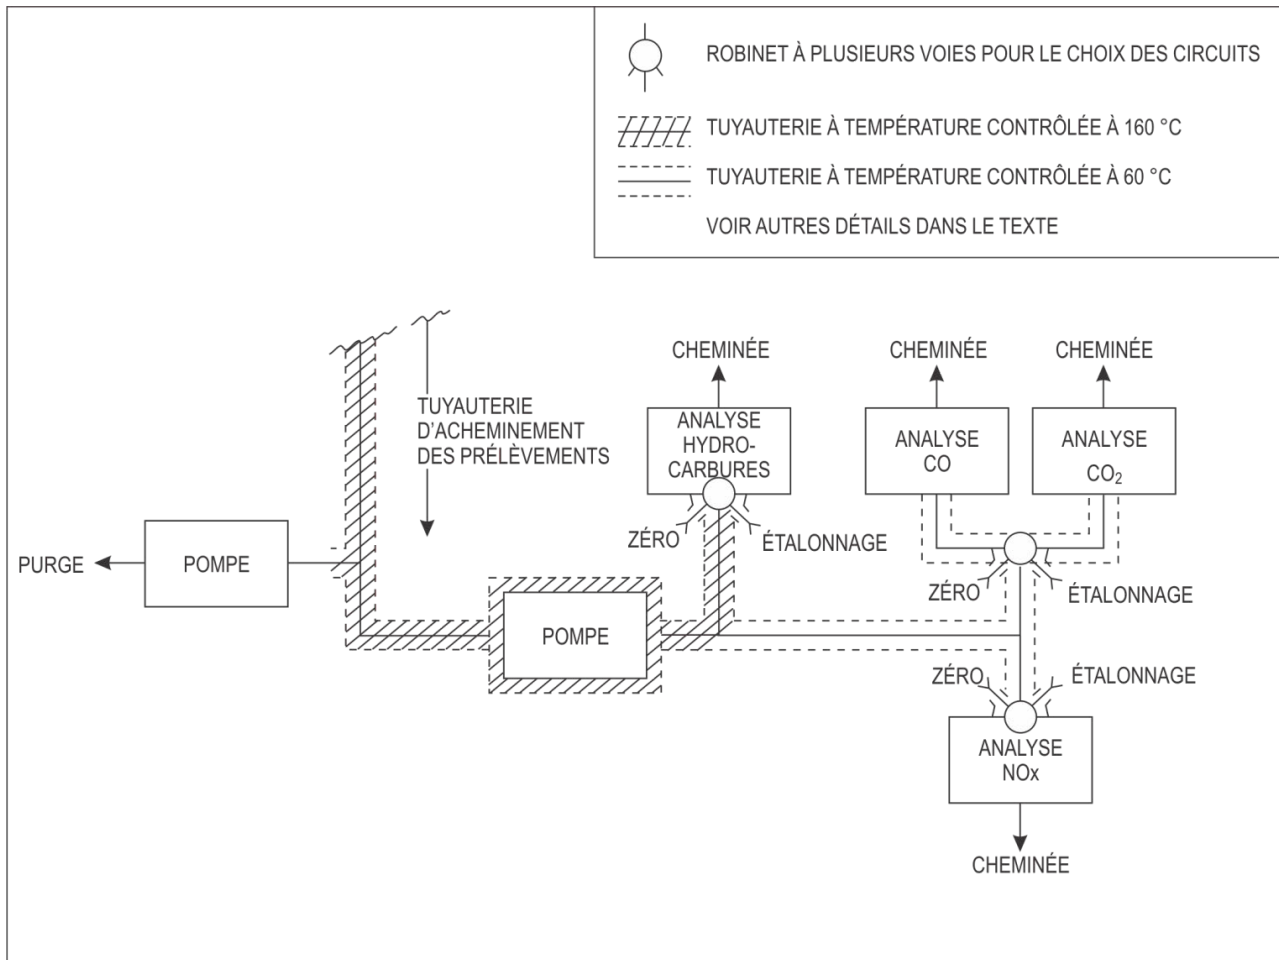 ROBINET À PLUSIEURS VOIES POUR LE CHOIX DES CIRCUITS
TUYAUTERIE À TEMPÉRATURE CONTRÔLÉE À 160 °C
TUYAUTERIE À TEMPÉRATURE CONTRÔLÉE À 60 °C
VOIR AUTRES DÉTAILS DANS LE TEXTE
CHEMINÉE
CHEMINÉE
CHEMINÉE
TUYAUTERIE
D'ACHEMINEMENT
DES PRÉLÈVEMENTS
ANALYSE
HYDRO-
CARBURES
ANALYSE
CO
ANALYSE
CO₂
ZÉRO
ÉTALONNAGE
PURGE
POMPE
ZÉRO
ÉTALONNAGE
POMPE
ZÉRO
ÉTALONNAGE
ANALYSE
NOx
CHEMINÉE